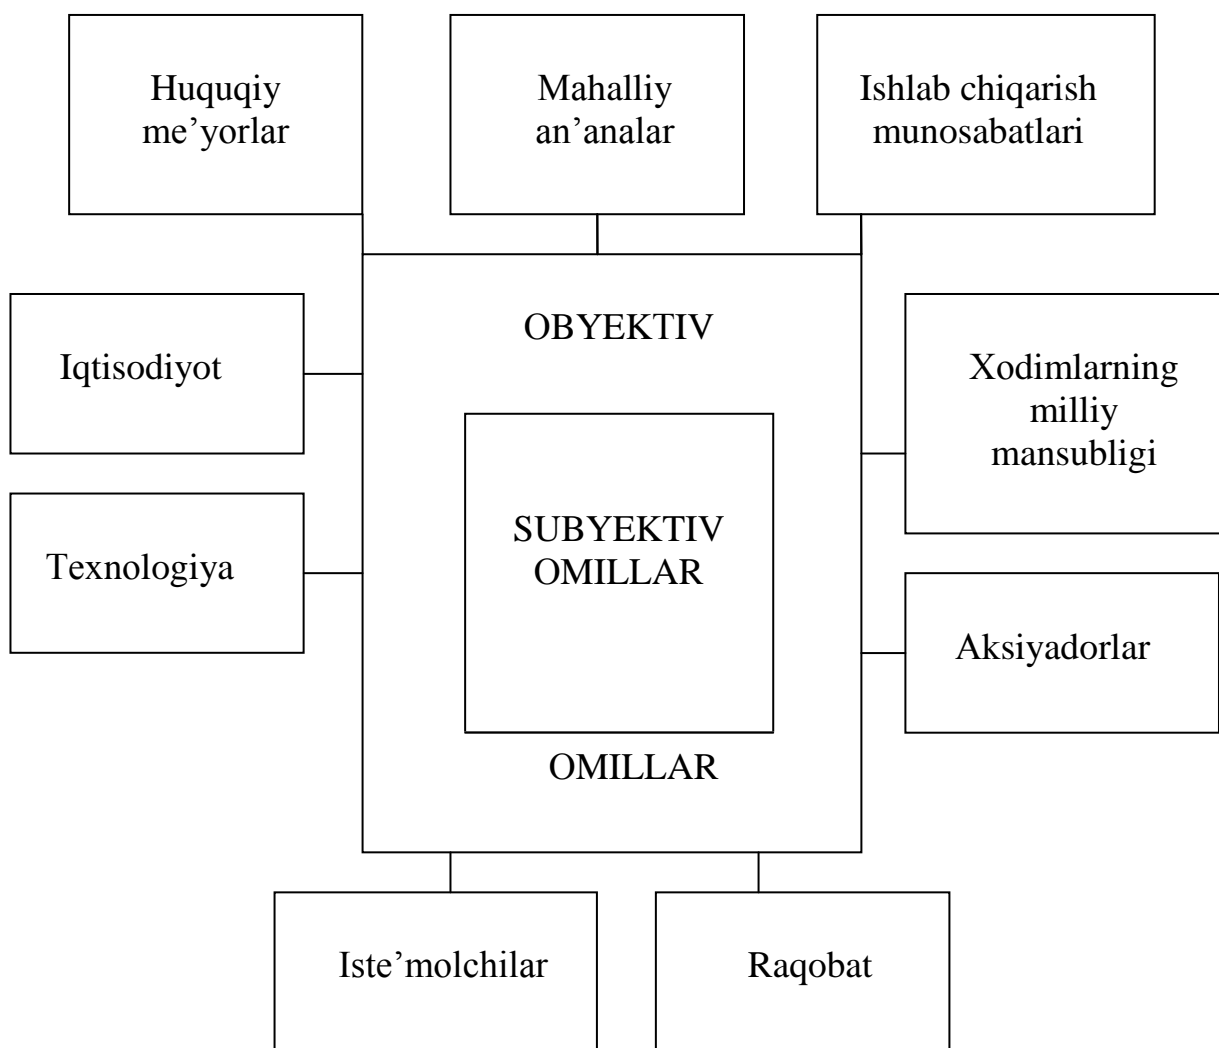 Huquqiy
me’yorlar
Mahalliy
an’analar
Ishlab chiqarish
munosabatlari
OBYEKTIV
Iqtisodiyot
Xodimlarning
milliy
mansubligi
SUBYEKTIV
OMILLAR
Texnologiya
Aksiyadorlar
OMILLAR
Iste’molchilar
Raqobat